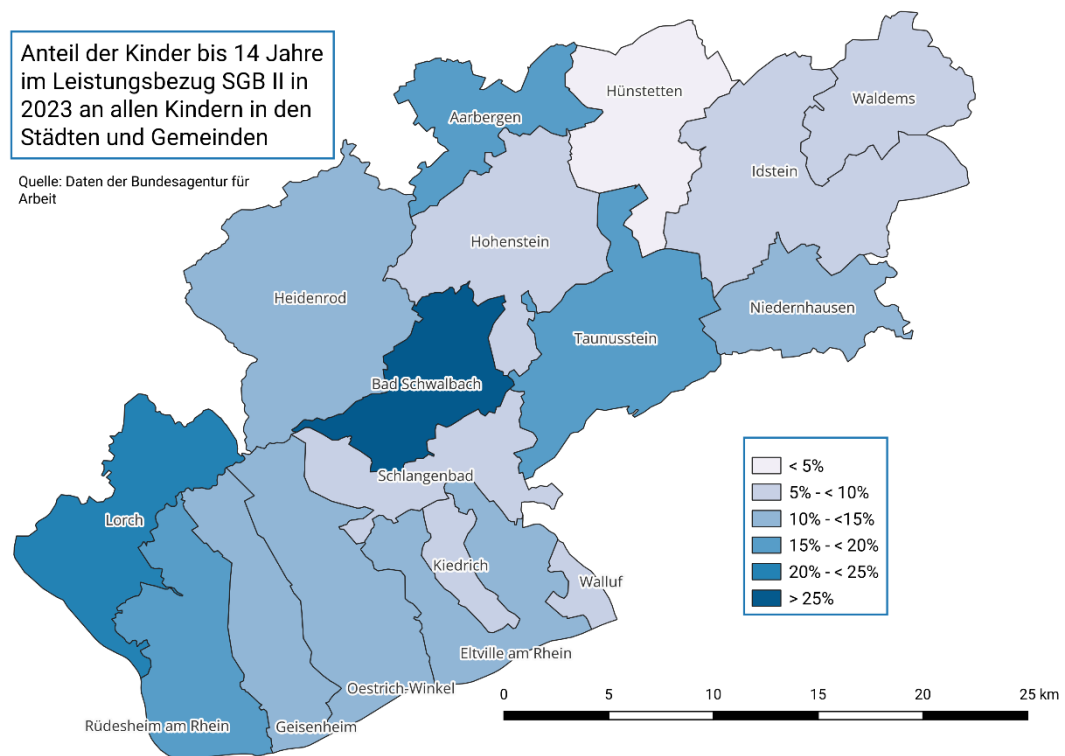 Anteil der Kinder bis 14 Jahre
im Leistungsbezug SGB II in
2023 an allen Kindern in den
Städten und Gemeinden
Quelle: Daten der Bundesagentur für
Arbeit
Hünstetten
Waldems
Aarbergen
Idstein
Hohenstein
Heidenrod
Niedernhausen
Taunusstein
Bad Schwalbach
Schlangenbad
Lorch
Kiedrich
Walluf
Eltville am Rhein
Oestrich-Winkel
Rüdesheim am Rhein
Geisenheim
< 5%
5% - < 10%
10% - <15%
15% - < 20%
20% - < 25%
> 25%
0 5 10 15 20 25 km